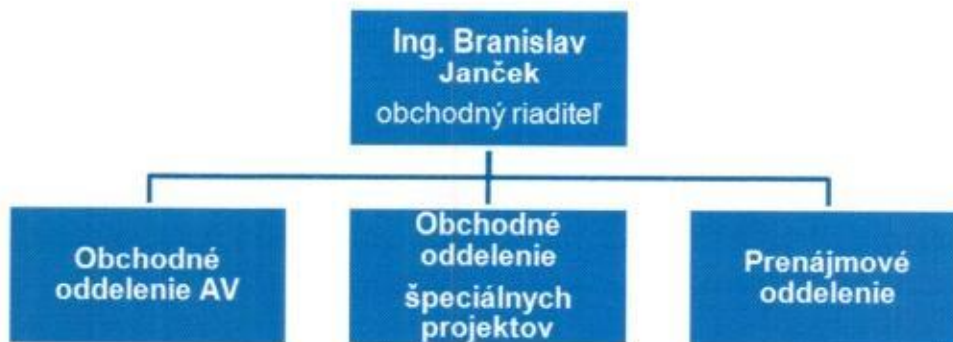 Ing. Branislav
Janček
obchodný riaditeľ
Obchodné
oddelenie AV
Obchodné
oddelenie
špeciálnych
projektov
Prenájmové
oddelenie